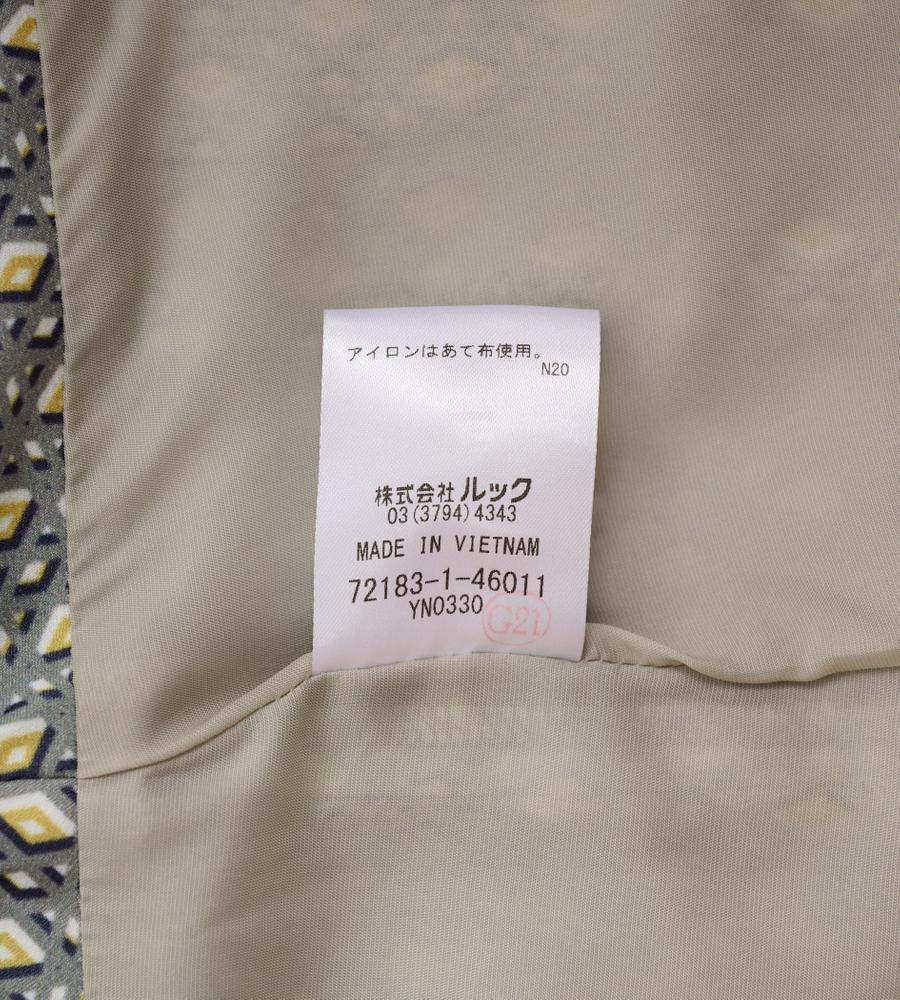 アイロンはあて布使用。
N20
株式会社ルック
03(3794)4343
MADE IN VIETNAM
72183-1-46011
YN0330
G21